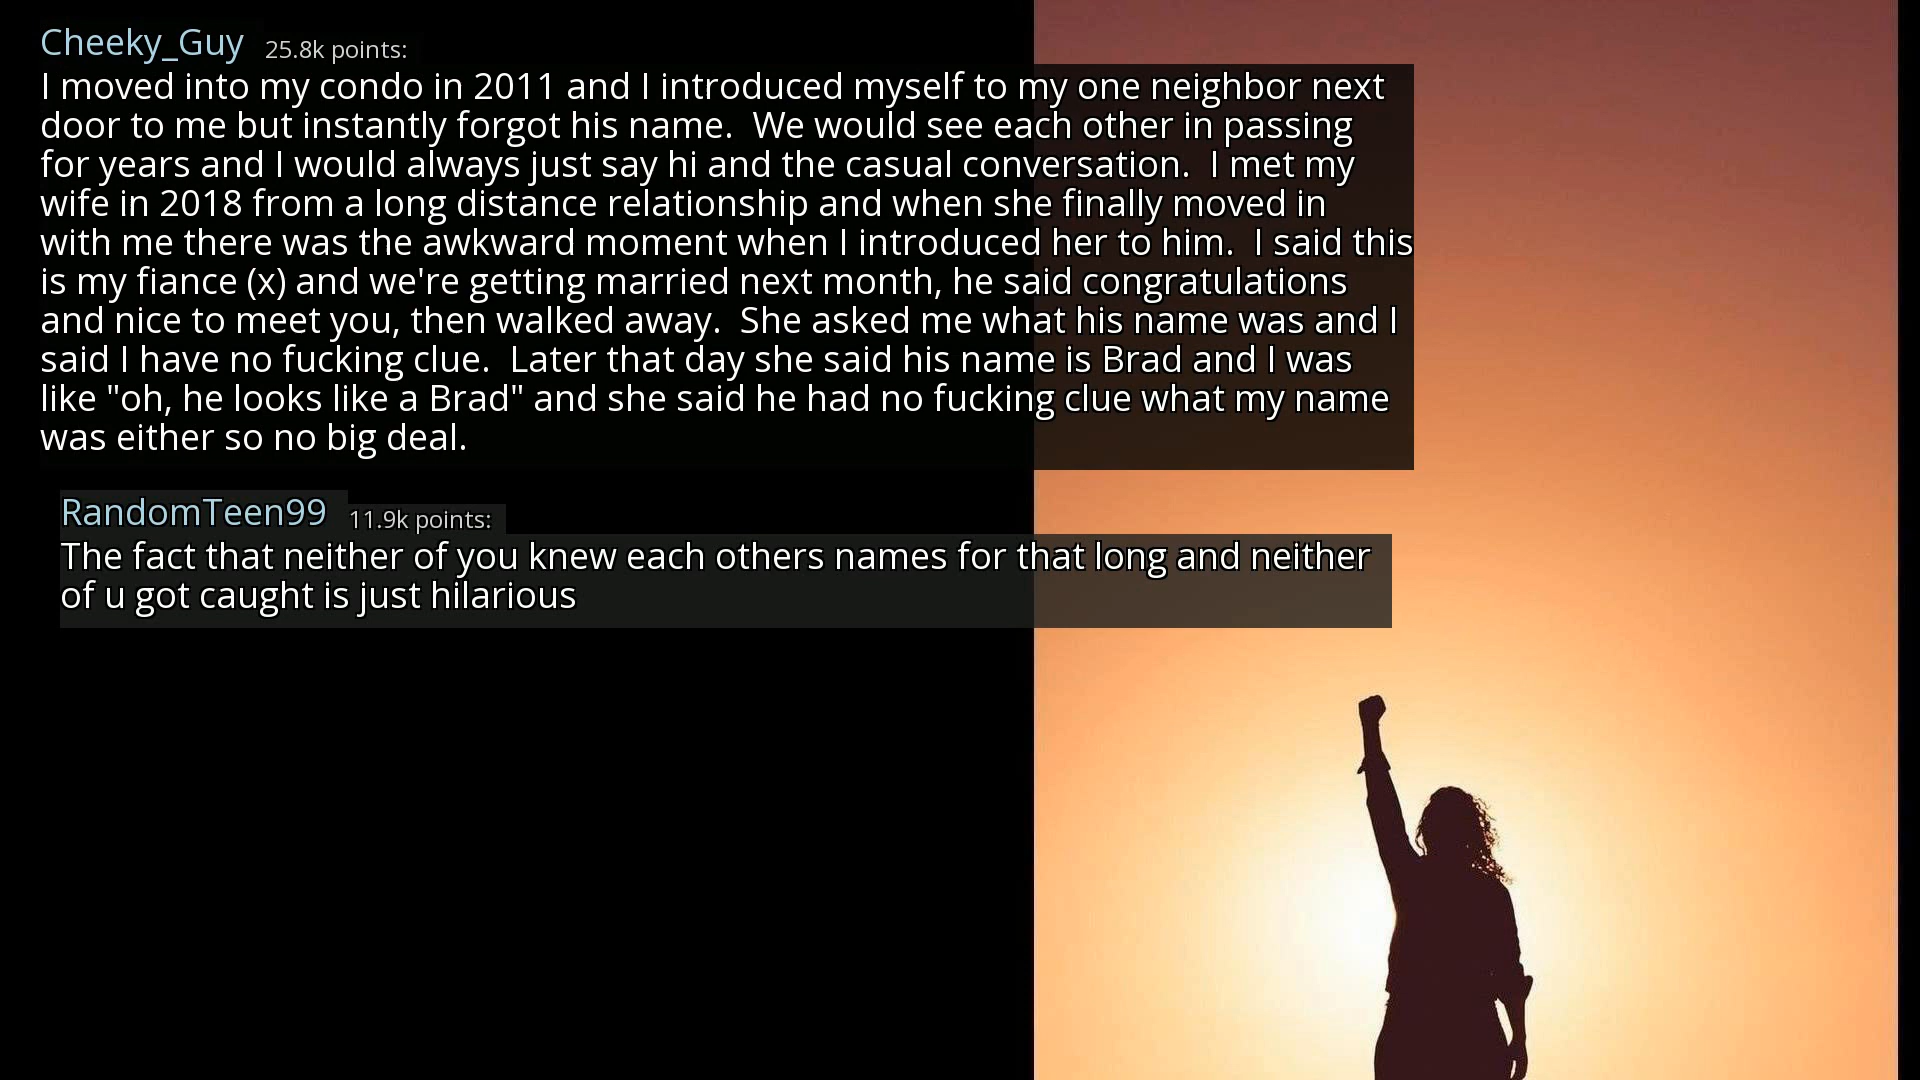 Cheeky_Guy 25.8k points:
I moved into my condo in 2011 and I introduced myself to my one neighbor next
door to me but instantly forgot his name.  We would see each other in passing
for years and I would always just say hi and the casual conversation.  I met my
wife in 2018 from a long distance relationship and when she finally moved in
with me there was the awkward moment when I introduced her to him.  I said this
is my fiance (x) and we're getting married next month, he said congratulations
and nice to meet you, then walked away.  She asked me what his name was and I
said I have no fucking clue.  Later that day she said his name is Brad and I was
like "oh, he looks like a Brad" and she said he had no fucking clue what my name
was either so no big deal.
RandomTeen99 11.9k points:
The fact that neither of you knew each others names for that long and neither
of u got caught is just hilarious